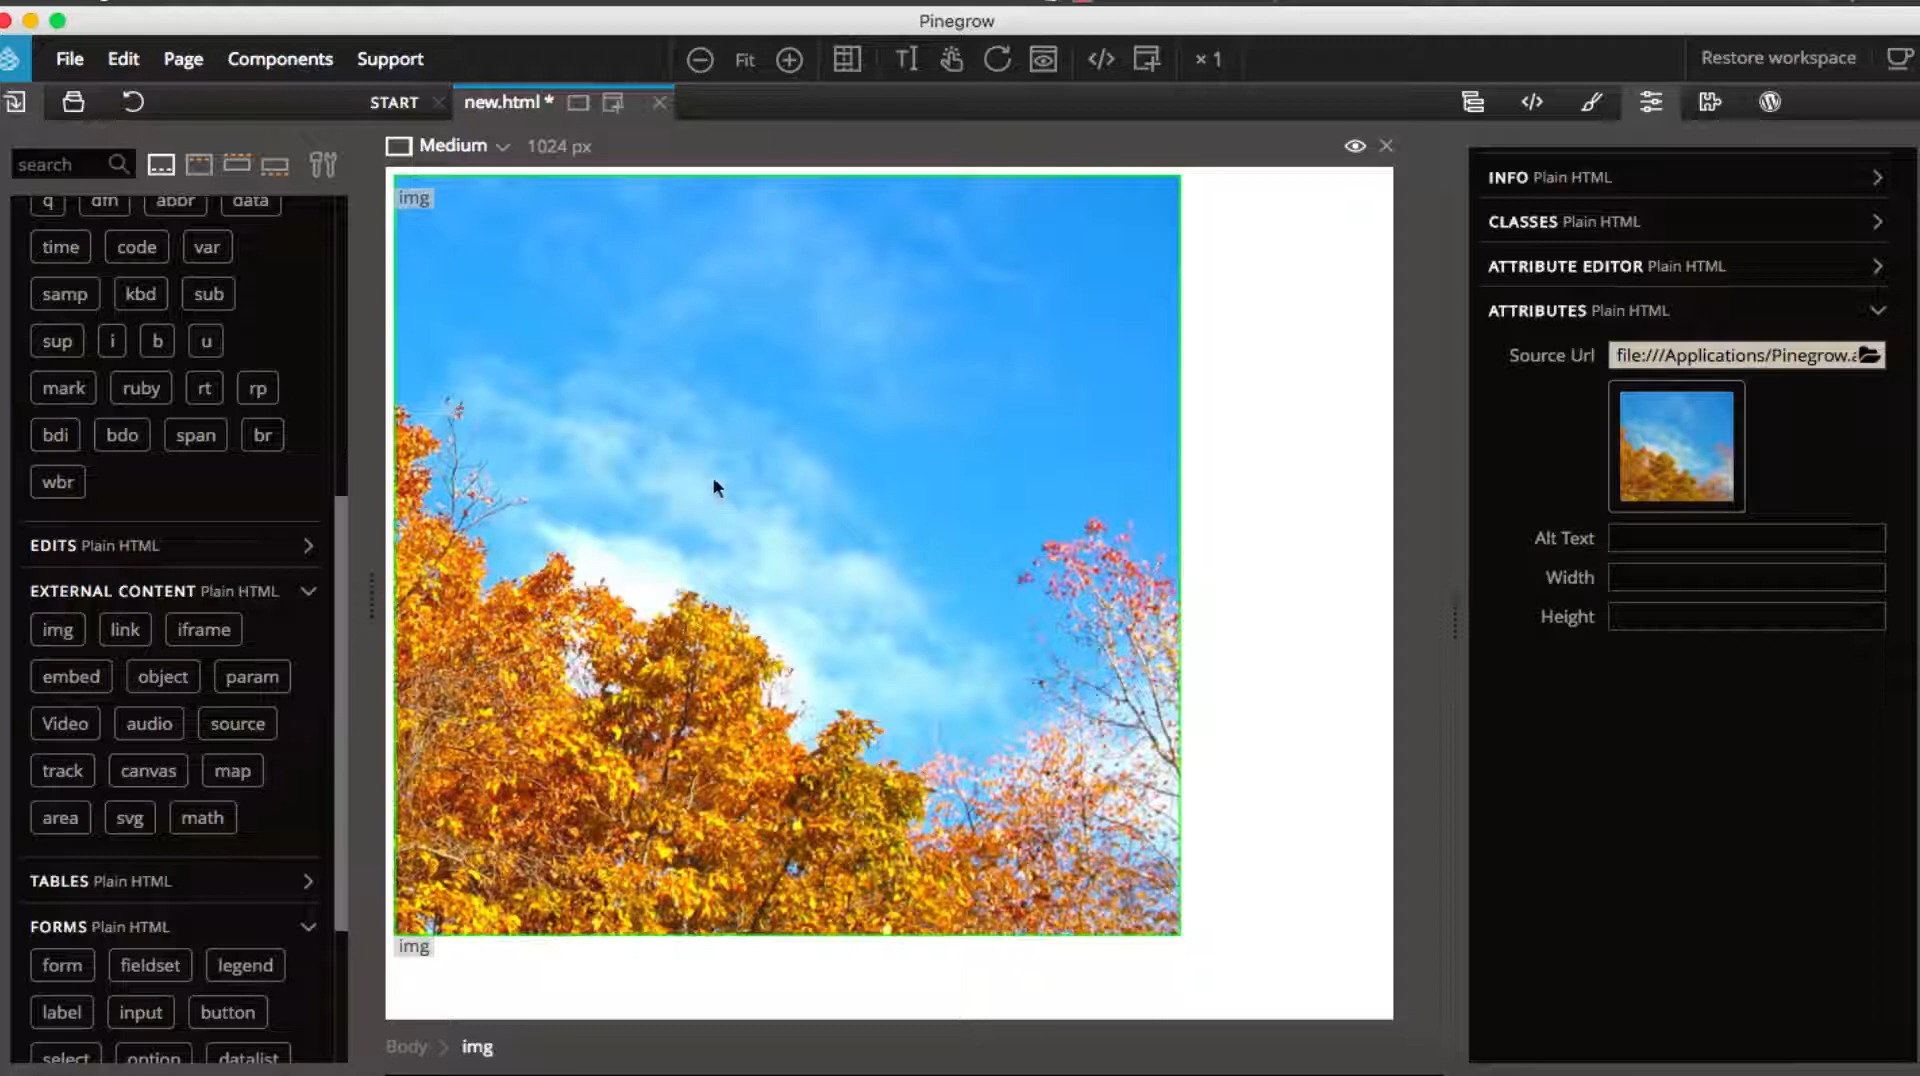 Pinegrow
File Edit Page Components Support Fit × 1 Restore workspace
START new.html *
search
Medium 1024 px
img
q dfn abbr data
time code var
samp kbd sub
sup i b u
mark ruby rt rp
bdi bdo span br
wbr
EDITS Plain HTML
EXTERNAL CONTENT Plain HTML
img link iframe
embed object param
Video audio source
track canvas map
area svg math
TABLES Plain HTML
FORMS Plain HTML
form fieldset legend
label input button
select option datalist
img
Body img
INFO Plain HTML
CLASSES Plain HTML
ATTRIBUTE EDITOR Plain HTML
ATTRIBUTES Plain HTML
Source Url file:///Applications/Pinegrow.a
Alt Text
Width
Height